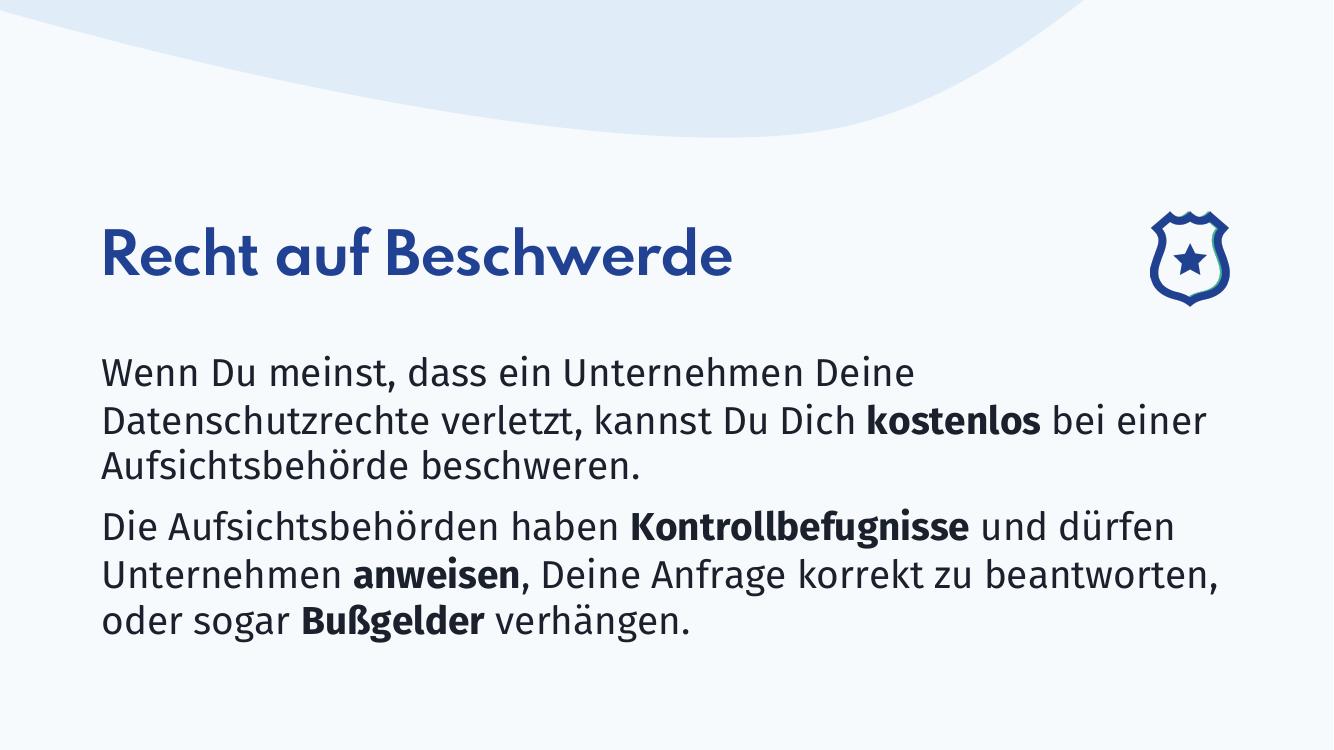 Recht auf Beschwerde
Wenn Du meinst, dass ein Unternehmen Deine
Datenschutzrechte verletzt, kannst Du Dich kostenlos bei einer
Aufsichtsbehörde beschweren.
Die Aufsichtsbehörden haben Kontrollbefugnisse und dürfen
Unternehmen anweisen, Deine Anfrage korrekt zu beantworten,
oder sogar Bußgelder verhängen.